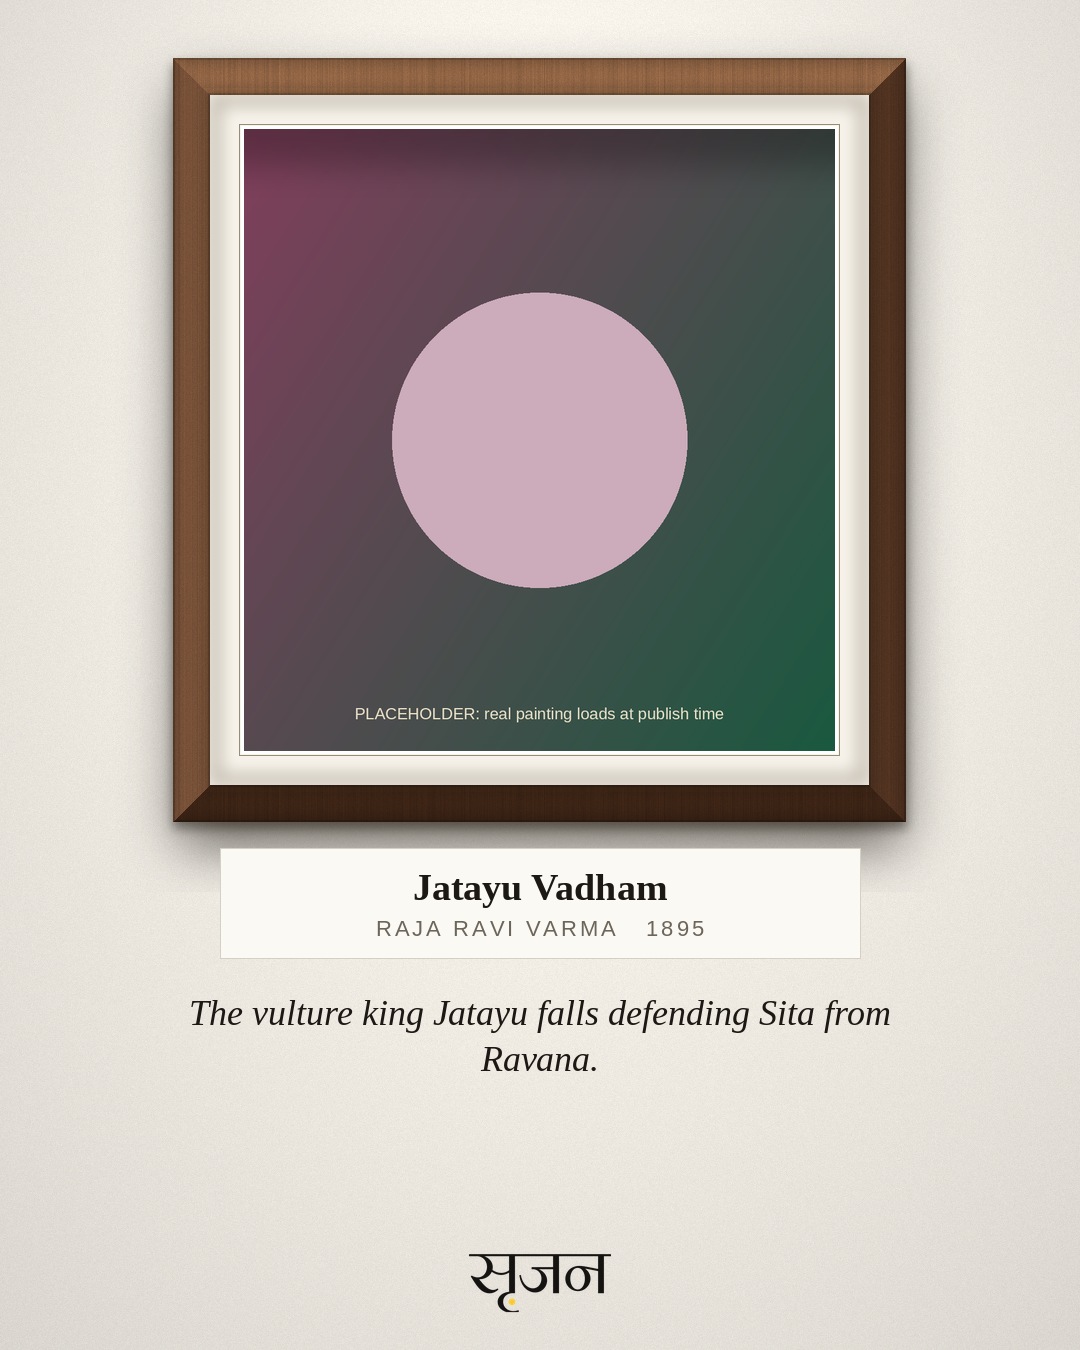 PLACEHOLDER: real painting loads at publish time
Jatayu Vadham
RAJA RAVI VARMA 1895
The vulture king Jatayu falls defending Sita from
Ravana.
सृजन